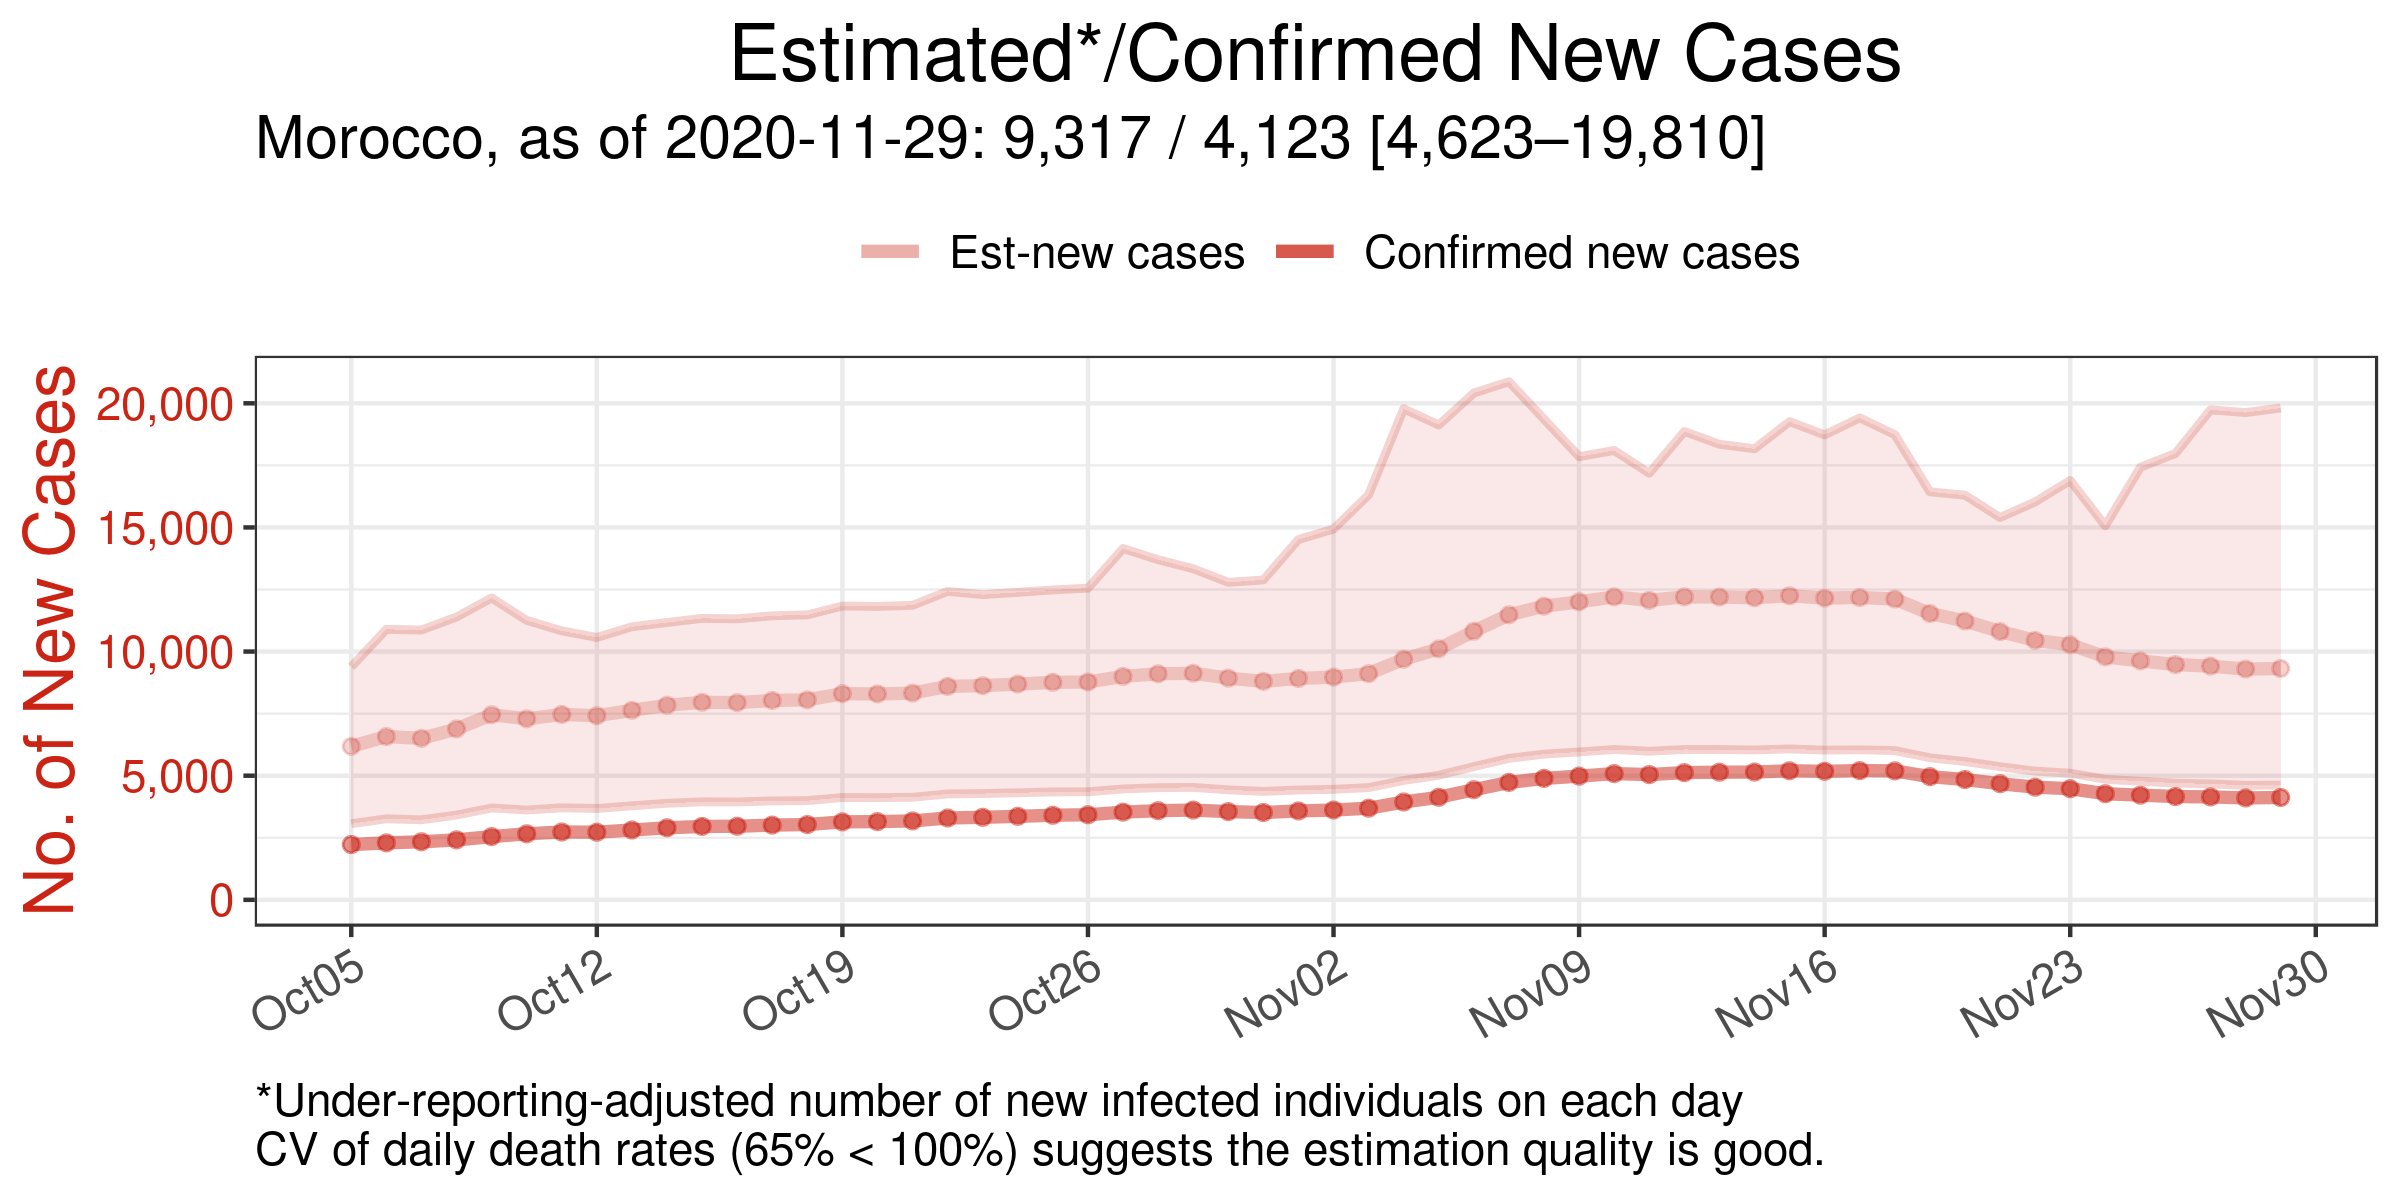 Estimated*/Confirmed New Cases
Morocco, as of 2020-11-29: 9,317 / 4,123 [4,623–19,810]
Est-new cases
Confirmed new cases
No. of New Cases
20,000
15,000
10,000
5,000
0
Oct05
Oct12
Oct19
Oct26
Nov02
Nov09
Nov16
Nov23
Nov30
*Under-reporting-adjusted number of new infected individuals on each day
CV of daily death rates (65% < 100%) suggests the estimation quality is good.